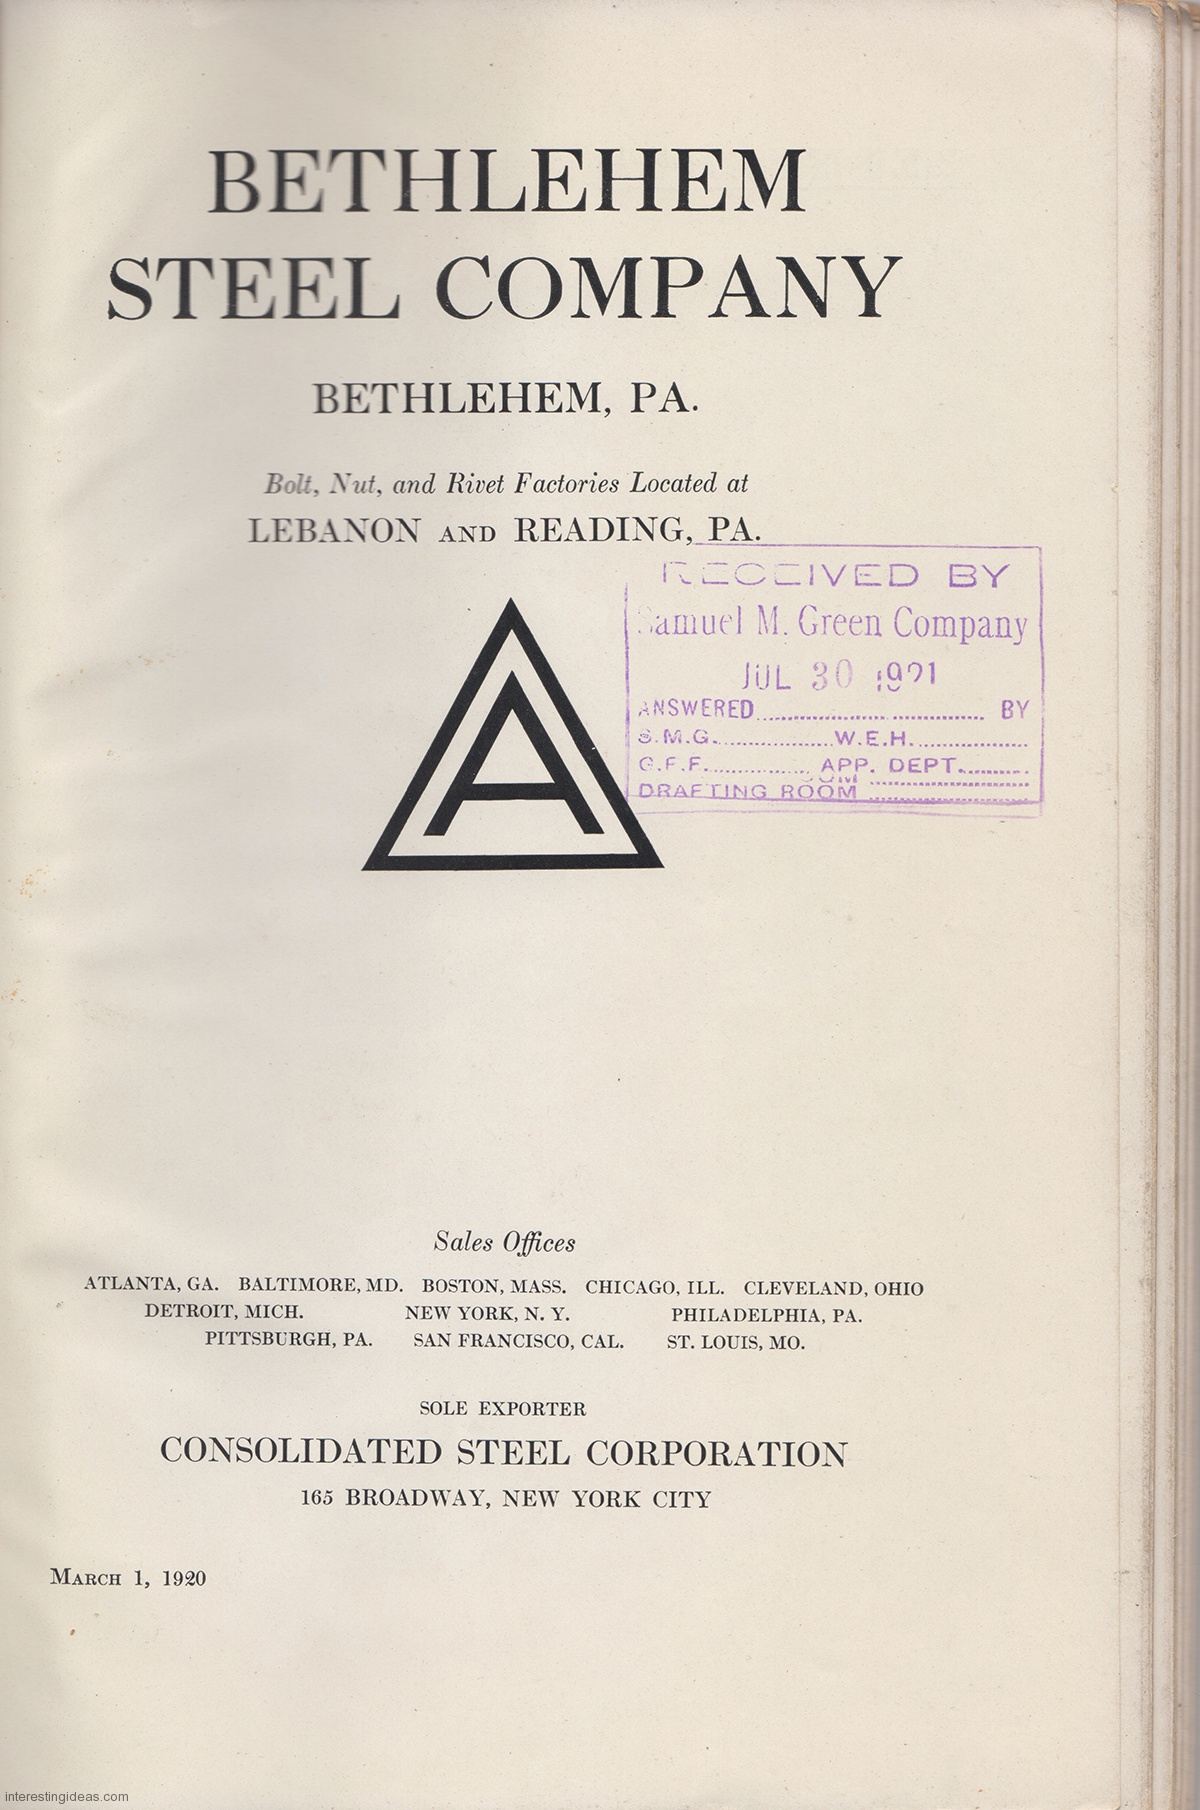 BETHLEHEM
STEEL COMPANY
BETHLEHEM, PA.
Bolt, Nut, and Rivet Factories Located at
LEBANON AND READING, PA.
RECEIVED BY
Samuel M. Green Company
JUL 30 1921
ANSWERED.............................. BY
S.M.G..................W.E.H................
G.F.F............... APP. DEPT..........
DRAFTING ROOM ......................
A
Sales Offices
ATLANTA, GA. BALTIMORE, MD. BOSTON, MASS. CHICAGO, ILL. CLEVELAND, OHIO
DETROIT, MICH. NEW YORK, N. Y. PHILADELPHIA, PA.
PITTSBURGH, PA. SAN FRANCISCO, CAL. ST. LOUIS, MO.
SOLE EXPORTER
CONSOLIDATED STEEL CORPORATION
165 BROADWAY, NEW YORK CITY
MARCH 1, 1920
interestingideas.com